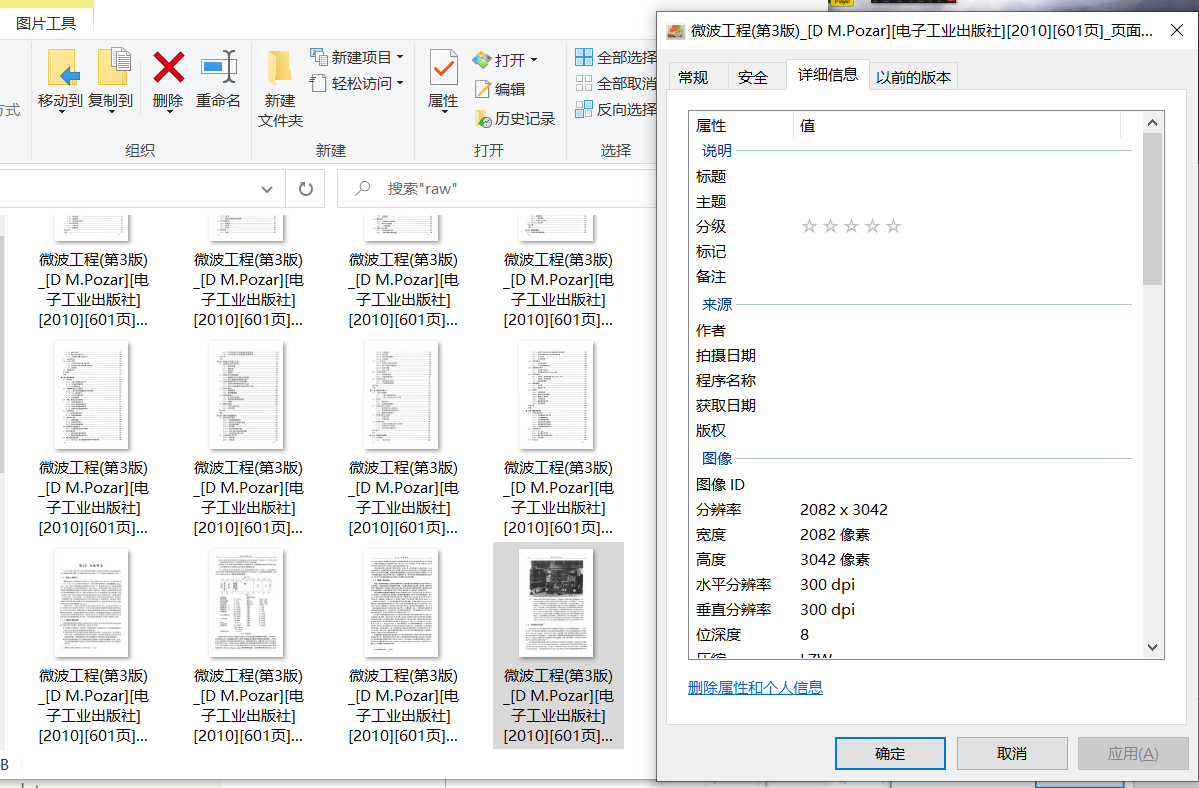 图片工具
方式
移动到
复制到
删除
重命名
新建
文件夹
新建项目
轻松访问
属性
打开
编辑
历史记录
全部选择
全部取消
反向选择
组织
新建
打开
选择
搜索"raw"
微波工程(第3版)
_[D M.Pozar][电
子工业出版社]
[2010][601页]...
微波工程(第3版)
_[D M.Pozar][电
子工业出版社]
[2010][601页]...
微波工程(第3版)
_[D M.Pozar][电
子工业出版社]
[2010][601页]...
微波工程(第3版)
_[D M.Pozar][电
子工业出版社]
[2010][601页]...
微波工程(第3版)
_[D M.Pozar][电
子工业出版社]
[2010][601页]...
微波工程(第3版)
_[D M.Pozar][电
子工业出版社]
[2010][601页]...
微波工程(第3版)
_[D M.Pozar][电
子工业出版社]
[2010][601页]...
微波工程(第3版)
_[D M.Pozar][电
子工业出版社]
[2010][601页]...
微波工程(第3版)
_[D M.Pozar][电
子工业出版社]
[2010][601页]...
微波工程(第3版)
_[D M.Pozar][电
子工业出版社]
[2010][601页]...
微波工程(第3版)
_[D M.Pozar][电
子工业出版社]
[2010][601页]...
微波工程(第3版)
_[D M.Pozar][电
子工业出版社]
[2010][601页]...
B
微波工程(第3版)_[D M.Pozar][电子工业出版社][2010][601页]_页面...
常规 安全 详细信息 以前的版本
属性 值
说明
标题
主题
分级 ☆☆☆☆☆
标记
备注
来源
作者
拍摄日期
程序名称
获取日期
版权
图像
图像 ID
分辨率 2082 x 3042
宽度 2082 像素
高度 3042 像素
水平分辨率 300 dpi
垂直分辨率 300 dpi
位深度 8
压缩 LZW
删除属性和个人信息
确定 取消 应用(A)